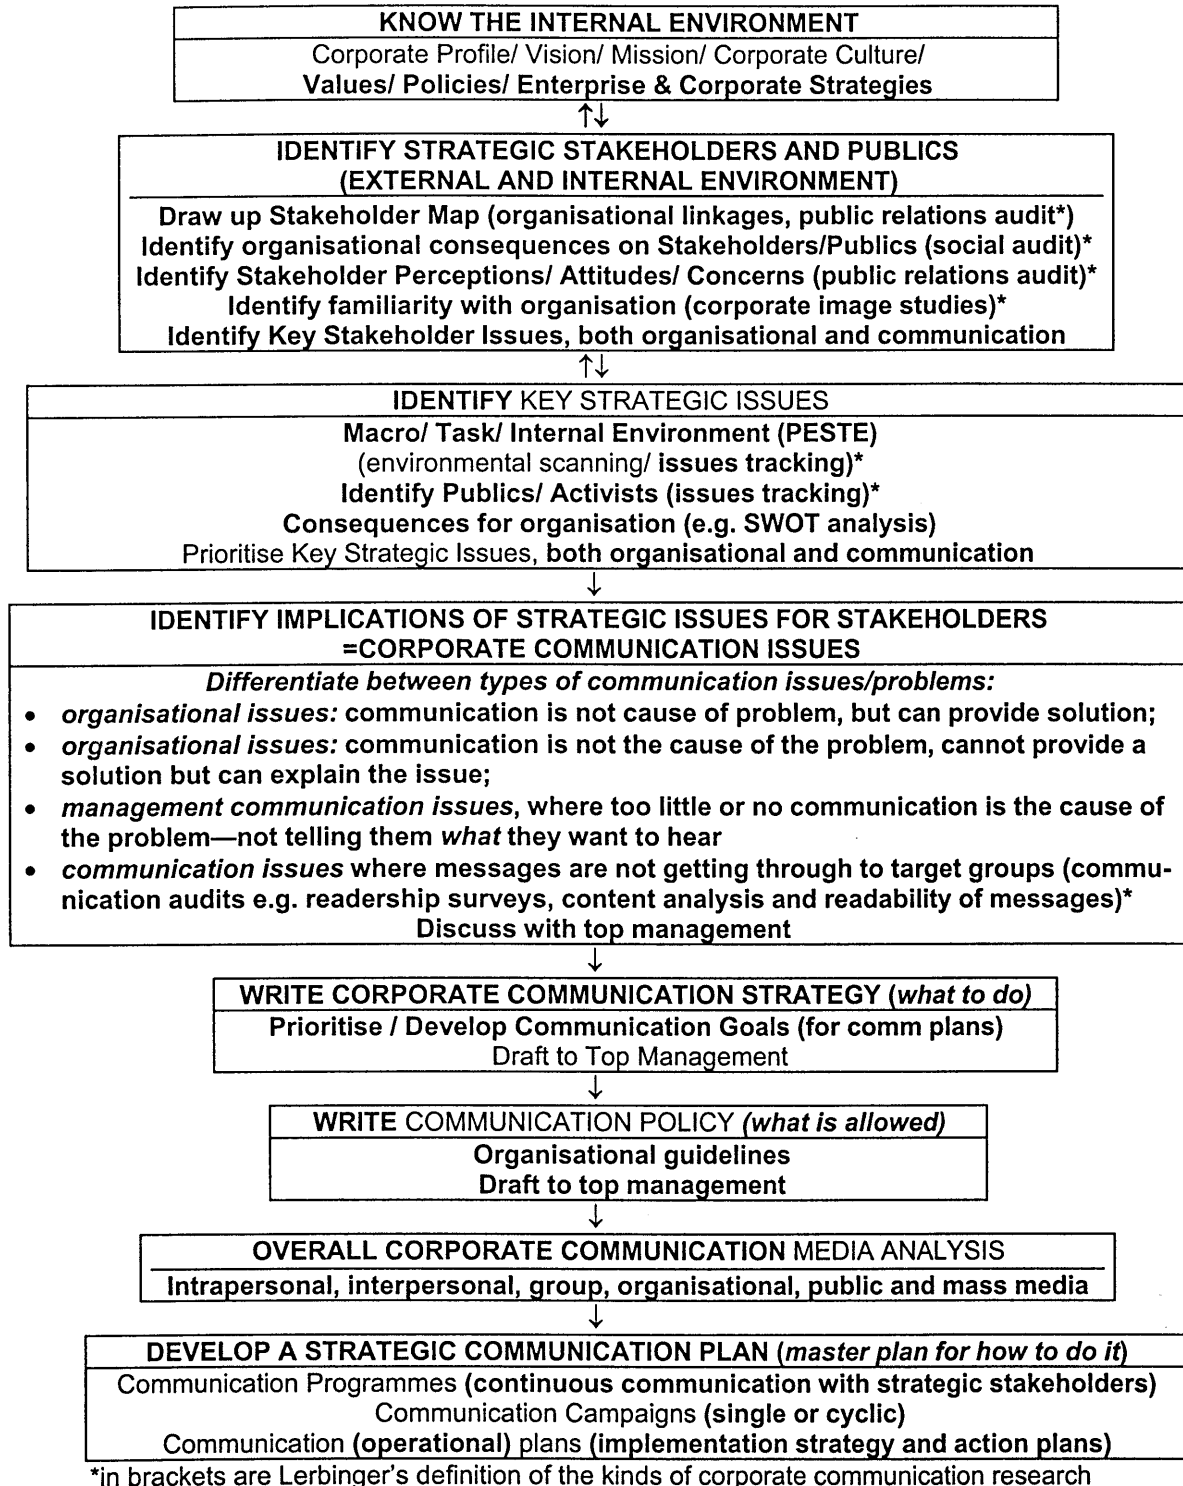 KNOW THE INTERNAL ENVIRONMENT
Corporate Profile/ Vision/ Mission/ Corporate Culture/
Values/ Policies/ Enterprise & Corporate Strategies
↑↓
IDENTIFY STRATEGIC STAKEHOLDERS AND PUBLICS
(EXTERNAL AND INTERNAL ENVIRONMENT)
Draw up Stakeholder Map (organisational linkages, public relations audit*)
Identify organisational consequences on Stakeholders/Publics (social audit)*
Identify Stakeholder Perceptions/ Attitudes/ Concerns (public relations audit)*
Identify familiarity with organisation (corporate image studies)*
Identify Key Stakeholder Issues, both organisational and communication
↑↓
IDENTIFY KEY STRATEGIC ISSUES
Macro/ Task/ Internal Environment (PESTE)
(environmental scanning/ issues tracking)*
Identify Publics/ Activists (issues tracking)*
Consequences for organisation (e.g. SWOT analysis)
Prioritise Key Strategic Issues, both organisational and communication
↓
IDENTIFY IMPLICATIONS OF STRATEGIC ISSUES FOR STAKEHOLDERS
=CORPORATE COMMUNICATION ISSUES
Differentiate between types of communication issues/problems:
• organisational issues: communication is not cause of problem, but can provide solution;
• organisational issues: communication is not the cause of the problem, cannot provide a
solution but can explain the issue;
• management communication issues, where too little or no communication is the cause of
the problem—not telling them what they want to hear
• communication issues where messages are not getting through to target groups (commu-
nication audits e.g. readership surveys, content analysis and readability of messages)*
Discuss with top management
↓
WRITE CORPORATE COMMUNICATION STRATEGY (what to do)
Prioritise / Develop Communication Goals (for comm plans)
Draft to Top Management
↓
WRITE COMMUNICATION POLICY (what is allowed)
Organisational guidelines
Draft to top management
↓
OVERALL CORPORATE COMMUNICATION MEDIA ANALYSIS
Intrapersonal, interpersonal, group, organisational, public and mass media
↓
DEVELOP A STRATEGIC COMMUNICATION PLAN (master plan for how to do it)
Communication Programmes (continuous communication with strategic stakeholders)
Communication Campaigns (single or cyclic)
Communication (operational) plans (implementation strategy and action plans)
*in brackets are Lerbinger's definition of the kinds of corporate communication research